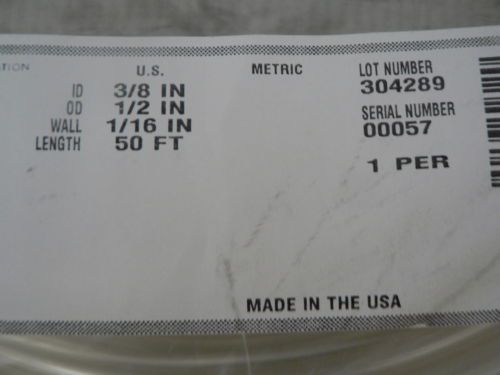 ATION
U.S. METRIC LOT NUMBER
ID 3/8 IN 304289
OD 1/2 IN SERIAL NUMBER
WALL 1/16 IN 00057
LENGTH 50 FT 1 PER
MADE IN THE USA